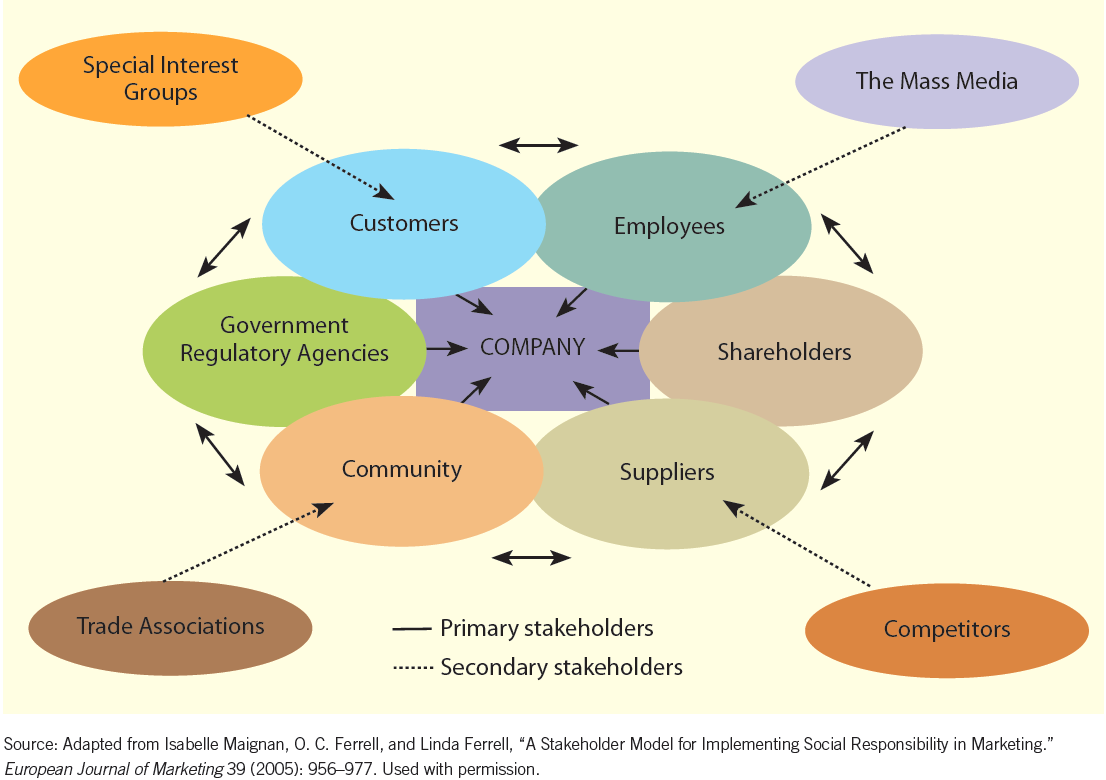 Special Interest
Groups
The Mass Media
Customers
Employees
Government
Regulatory Agencies
COMPANY
Shareholders
Community
Suppliers
Trade Associations
Competitors
Primary stakeholders
Secondary stakeholders
Source: Adapted from Isabelle Maignan, O. C. Ferrell, and Linda Ferrell, “A Stakeholder Model for Implementing Social Responsibility in Marketing.”
European Journal of Marketing 39 (2005): 956–977. Used with permission.